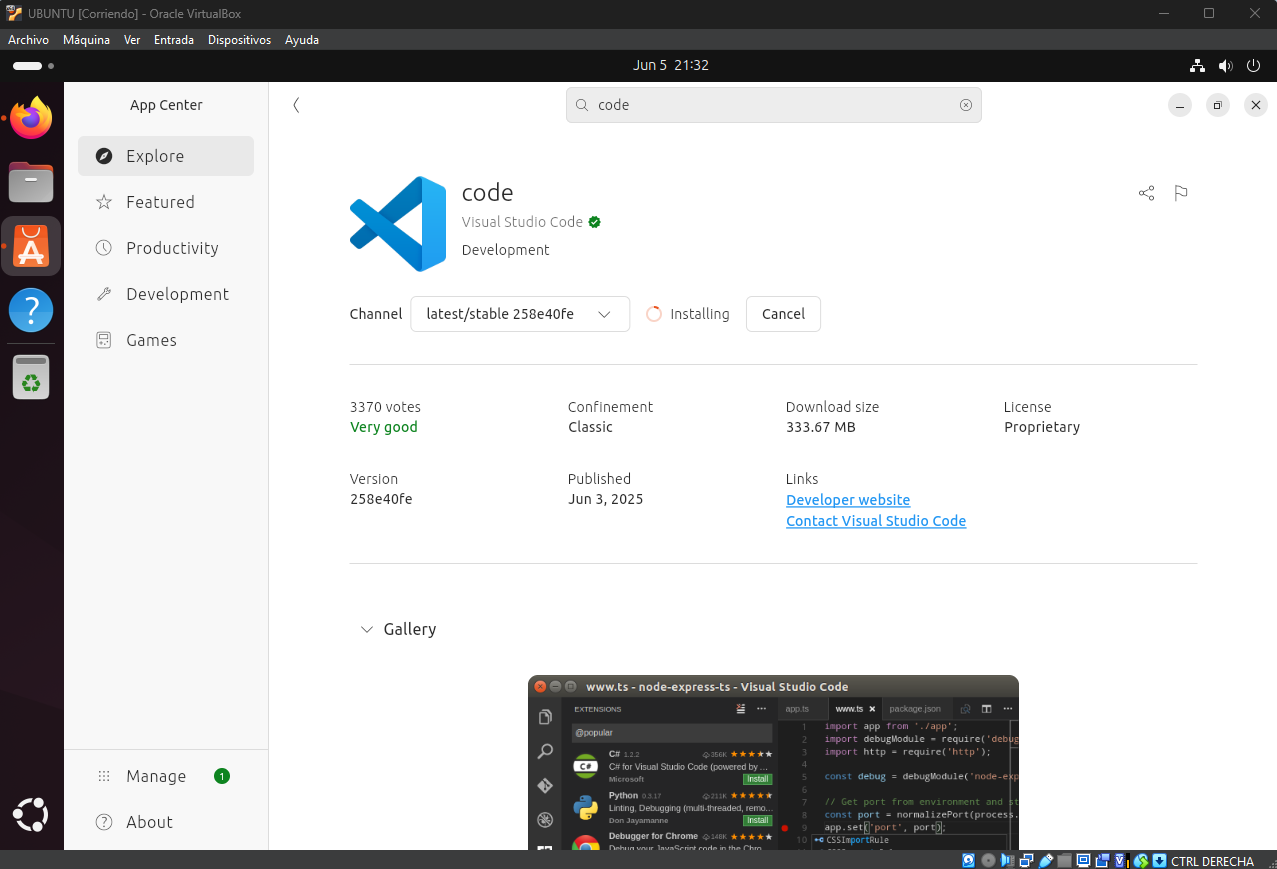 UBUNTU [Corriendo] - Oracle VirtualBox
Archivo Máquina Ver Entrada Dispositivos Ayuda
Jun 5 21:32
App Center
code
Explore
Featured
Productivity
Development
Games
Manage 1
About
code
Visual Studio Code
Development
Channel latest/stable 258e40fe Installing Cancel
3370 votes
Very good
Confinement
Classic
Download size
333.67 MB
License
Proprietary
Version
258e40fe
Published
Jun 3, 2025
Links
Developer website
Contact Visual Studio Code
Gallery
www.ts - node-express-ts - Visual Studio Code
EXTENSIONS
@popular
C# 1.2.2 356K
C# for Visual Studio Code (powered by ...
Microsoft Install
Python 0.3.17 211K
Linting, Debugging (multi-threaded, remo...
Don Jayamanne Install
Debugger for Chrome 148K
Debug your JavaScript code in the Chro...
app.ts www.ts package.json
1 import app from './app';
2 import debugModule = require('debug
3 import http = require('http');
4
5 const debug = debugModule('node-exp
6
7 // Get port from environment and st
8 const port = normalizePort(process.
9 app.set('port', port);
10 CSSImportRule
CTRL DERECHA